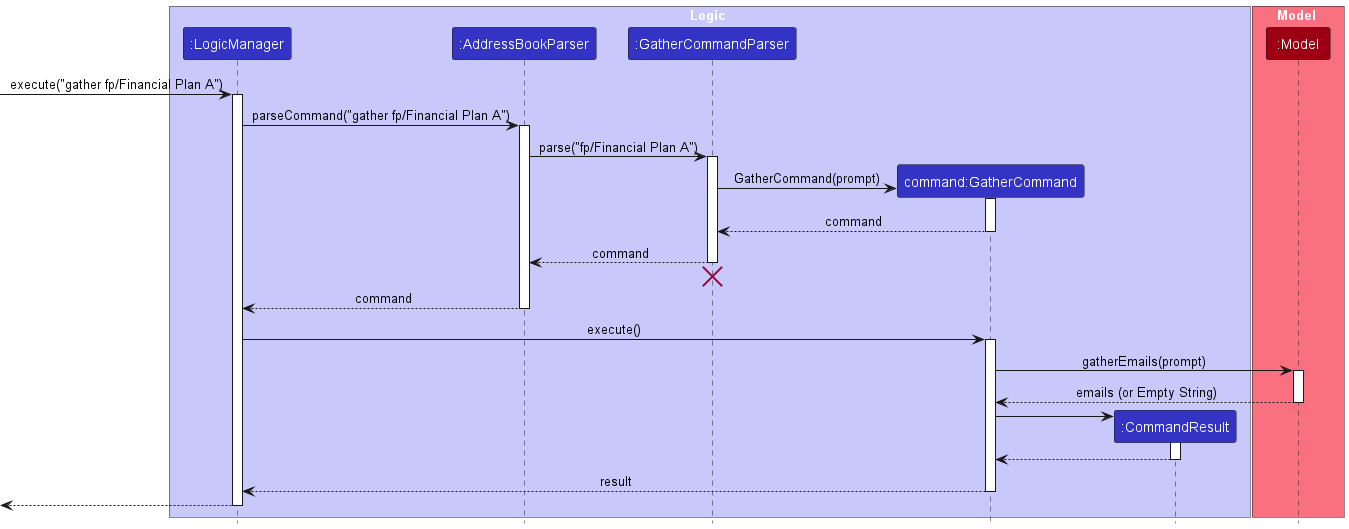 Logic
Model
:LogicManager
:AddressBookParser
:GatherCommandParser
:Model
execute("gather fp/Financial Plan A")
parseCommand("gather fp/Financial Plan A")
parse("fp/Financial Plan A")
GatherCommand(prompt)
command:GatherCommand
command
command
command
execute()
gatherEmails(prompt)
emails (or Empty String)
:CommandResult
result